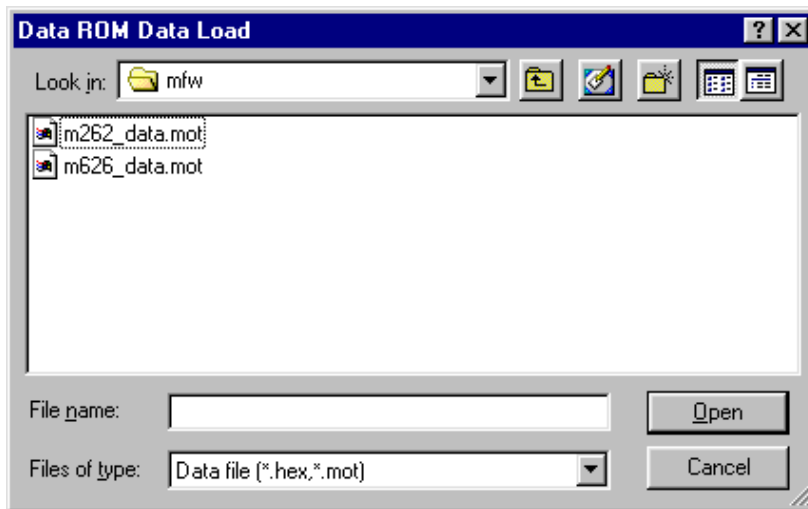 Data ROM Data Load
Look in: mfw
m262_data.mot
m626_data.mot
File name: Open
Files of type: Data file (*.hex,*.mot) Cancel